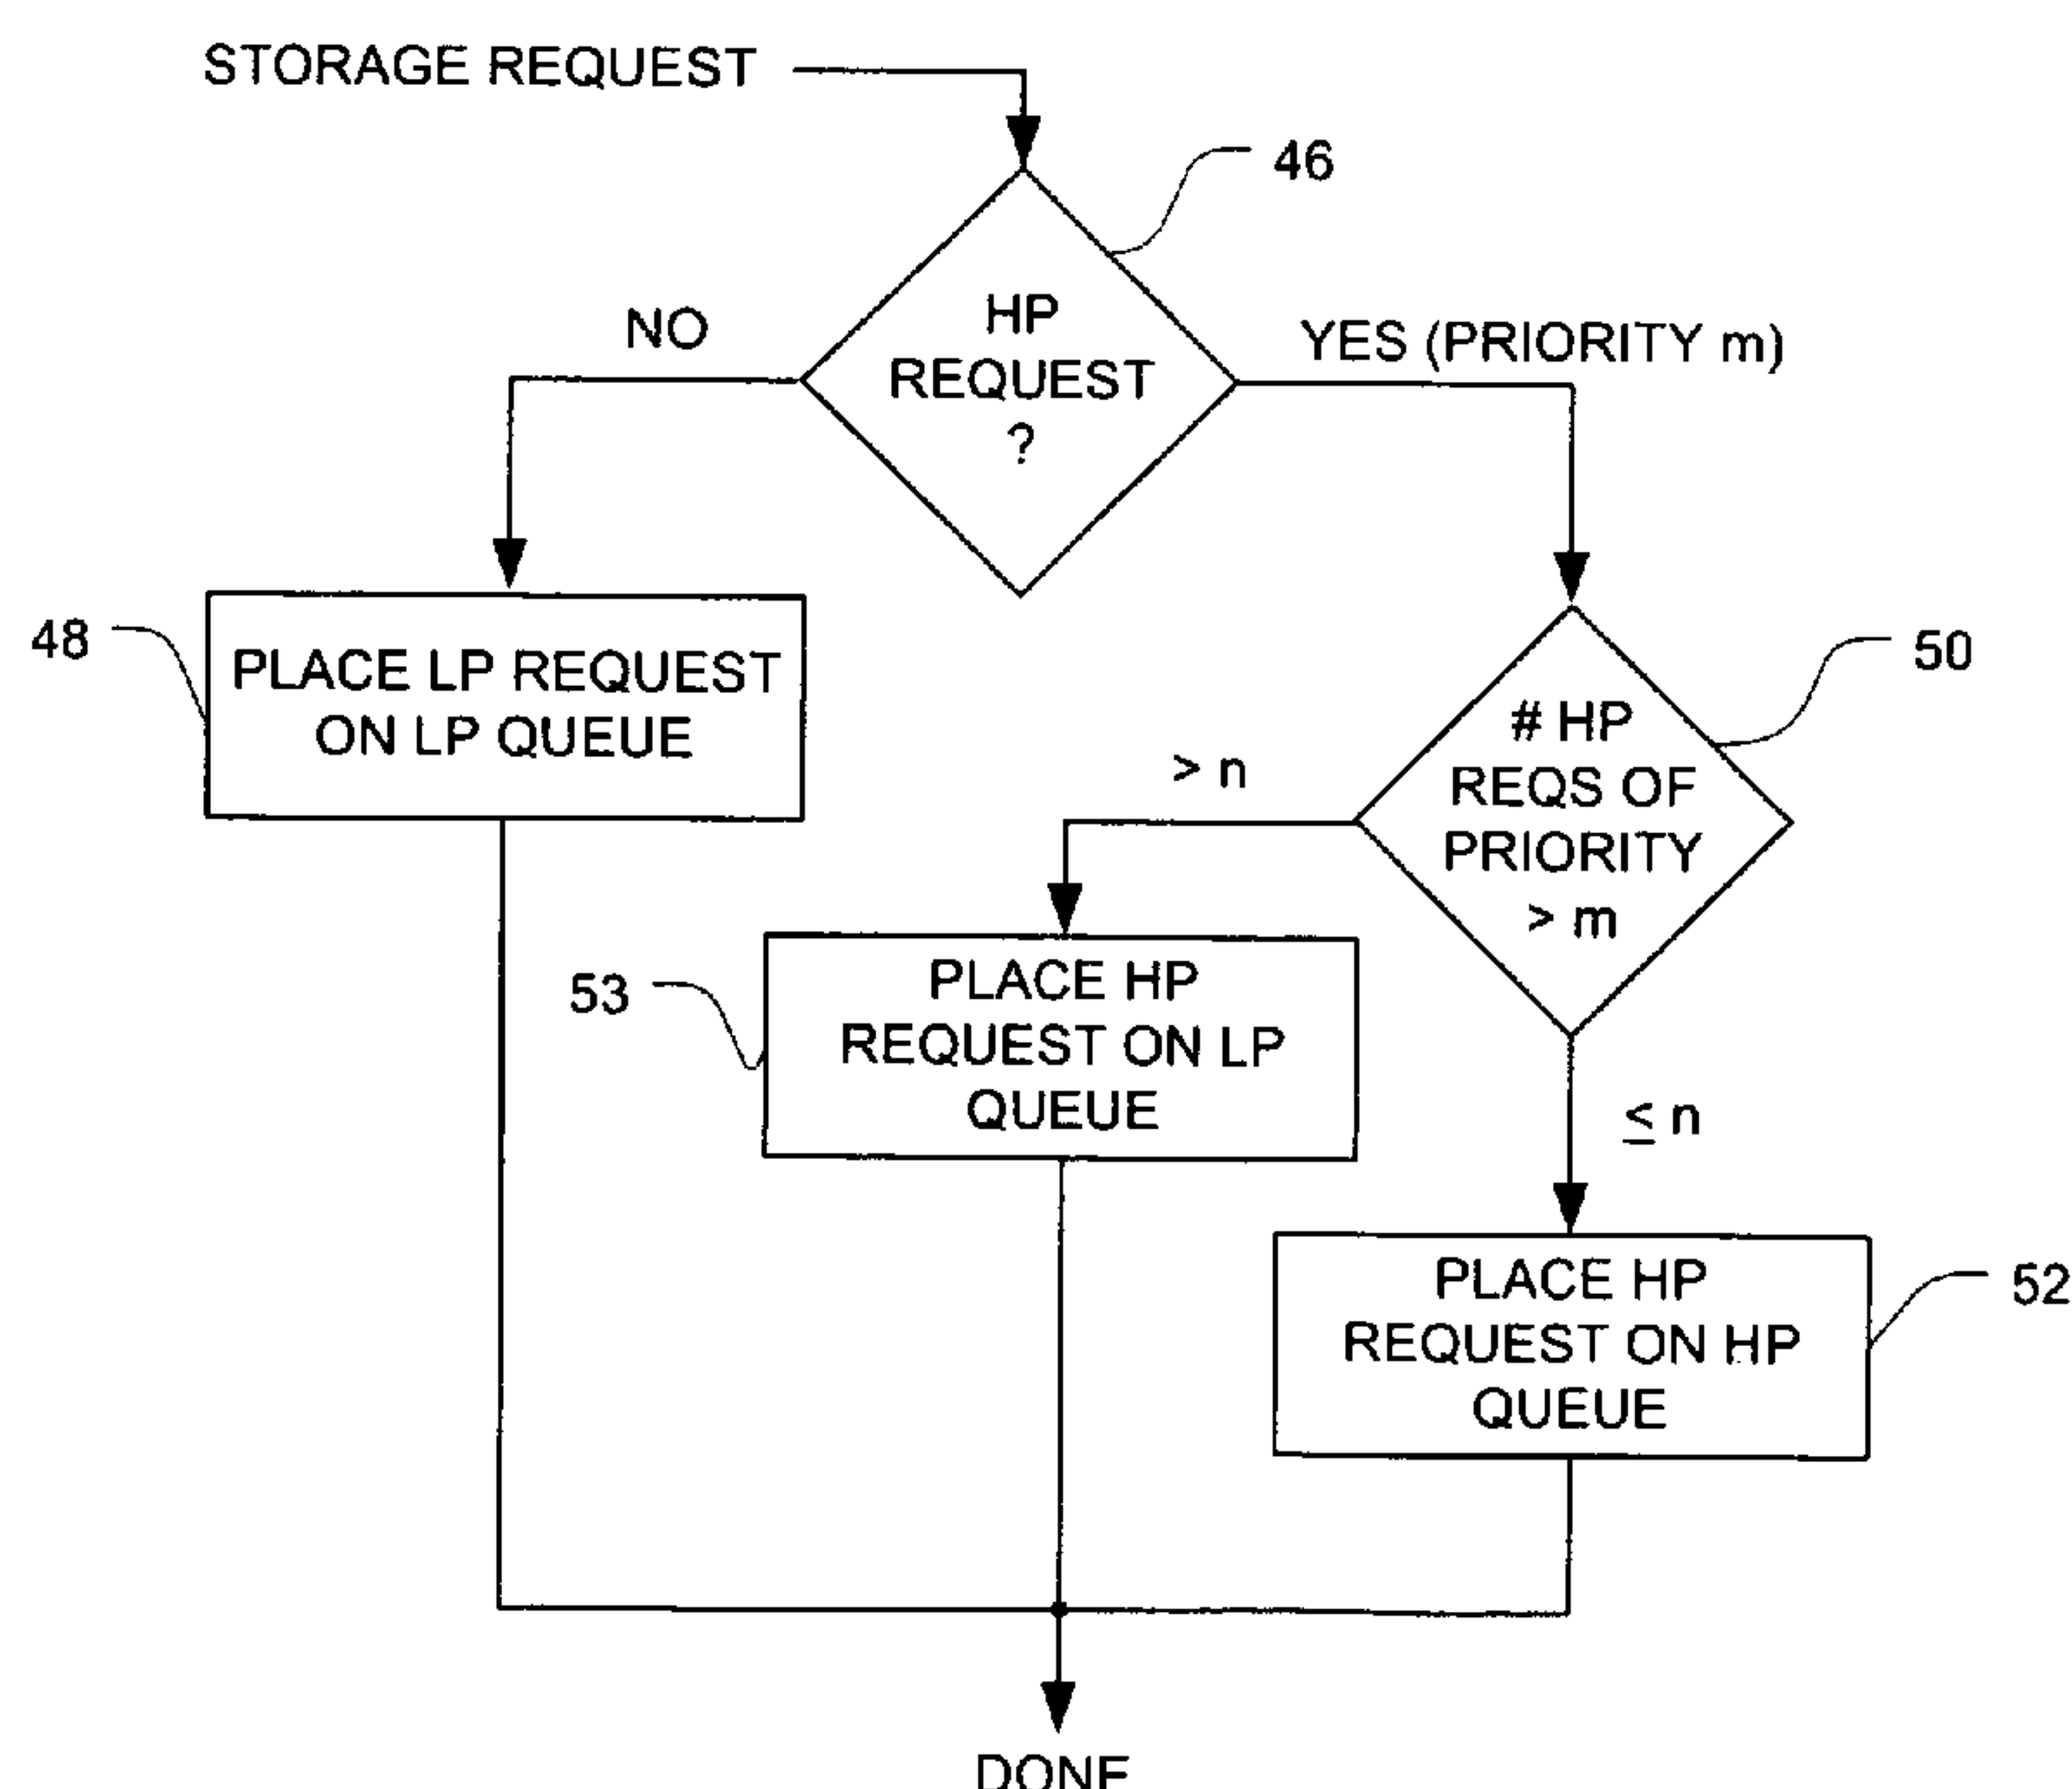 STORAGE REQUEST
46
HP
REQUEST
?
NO
YES (PRIORITY m)
48
PLACE LP REQUEST
ON LP QUEUE
50
# HP
REQS OF
PRIORITY
> m
> n
53
PLACE HP
REQUEST ON LP
QUEUE
≤ n
PLACE HP
REQUEST ON HP
QUEUE
52
DONE